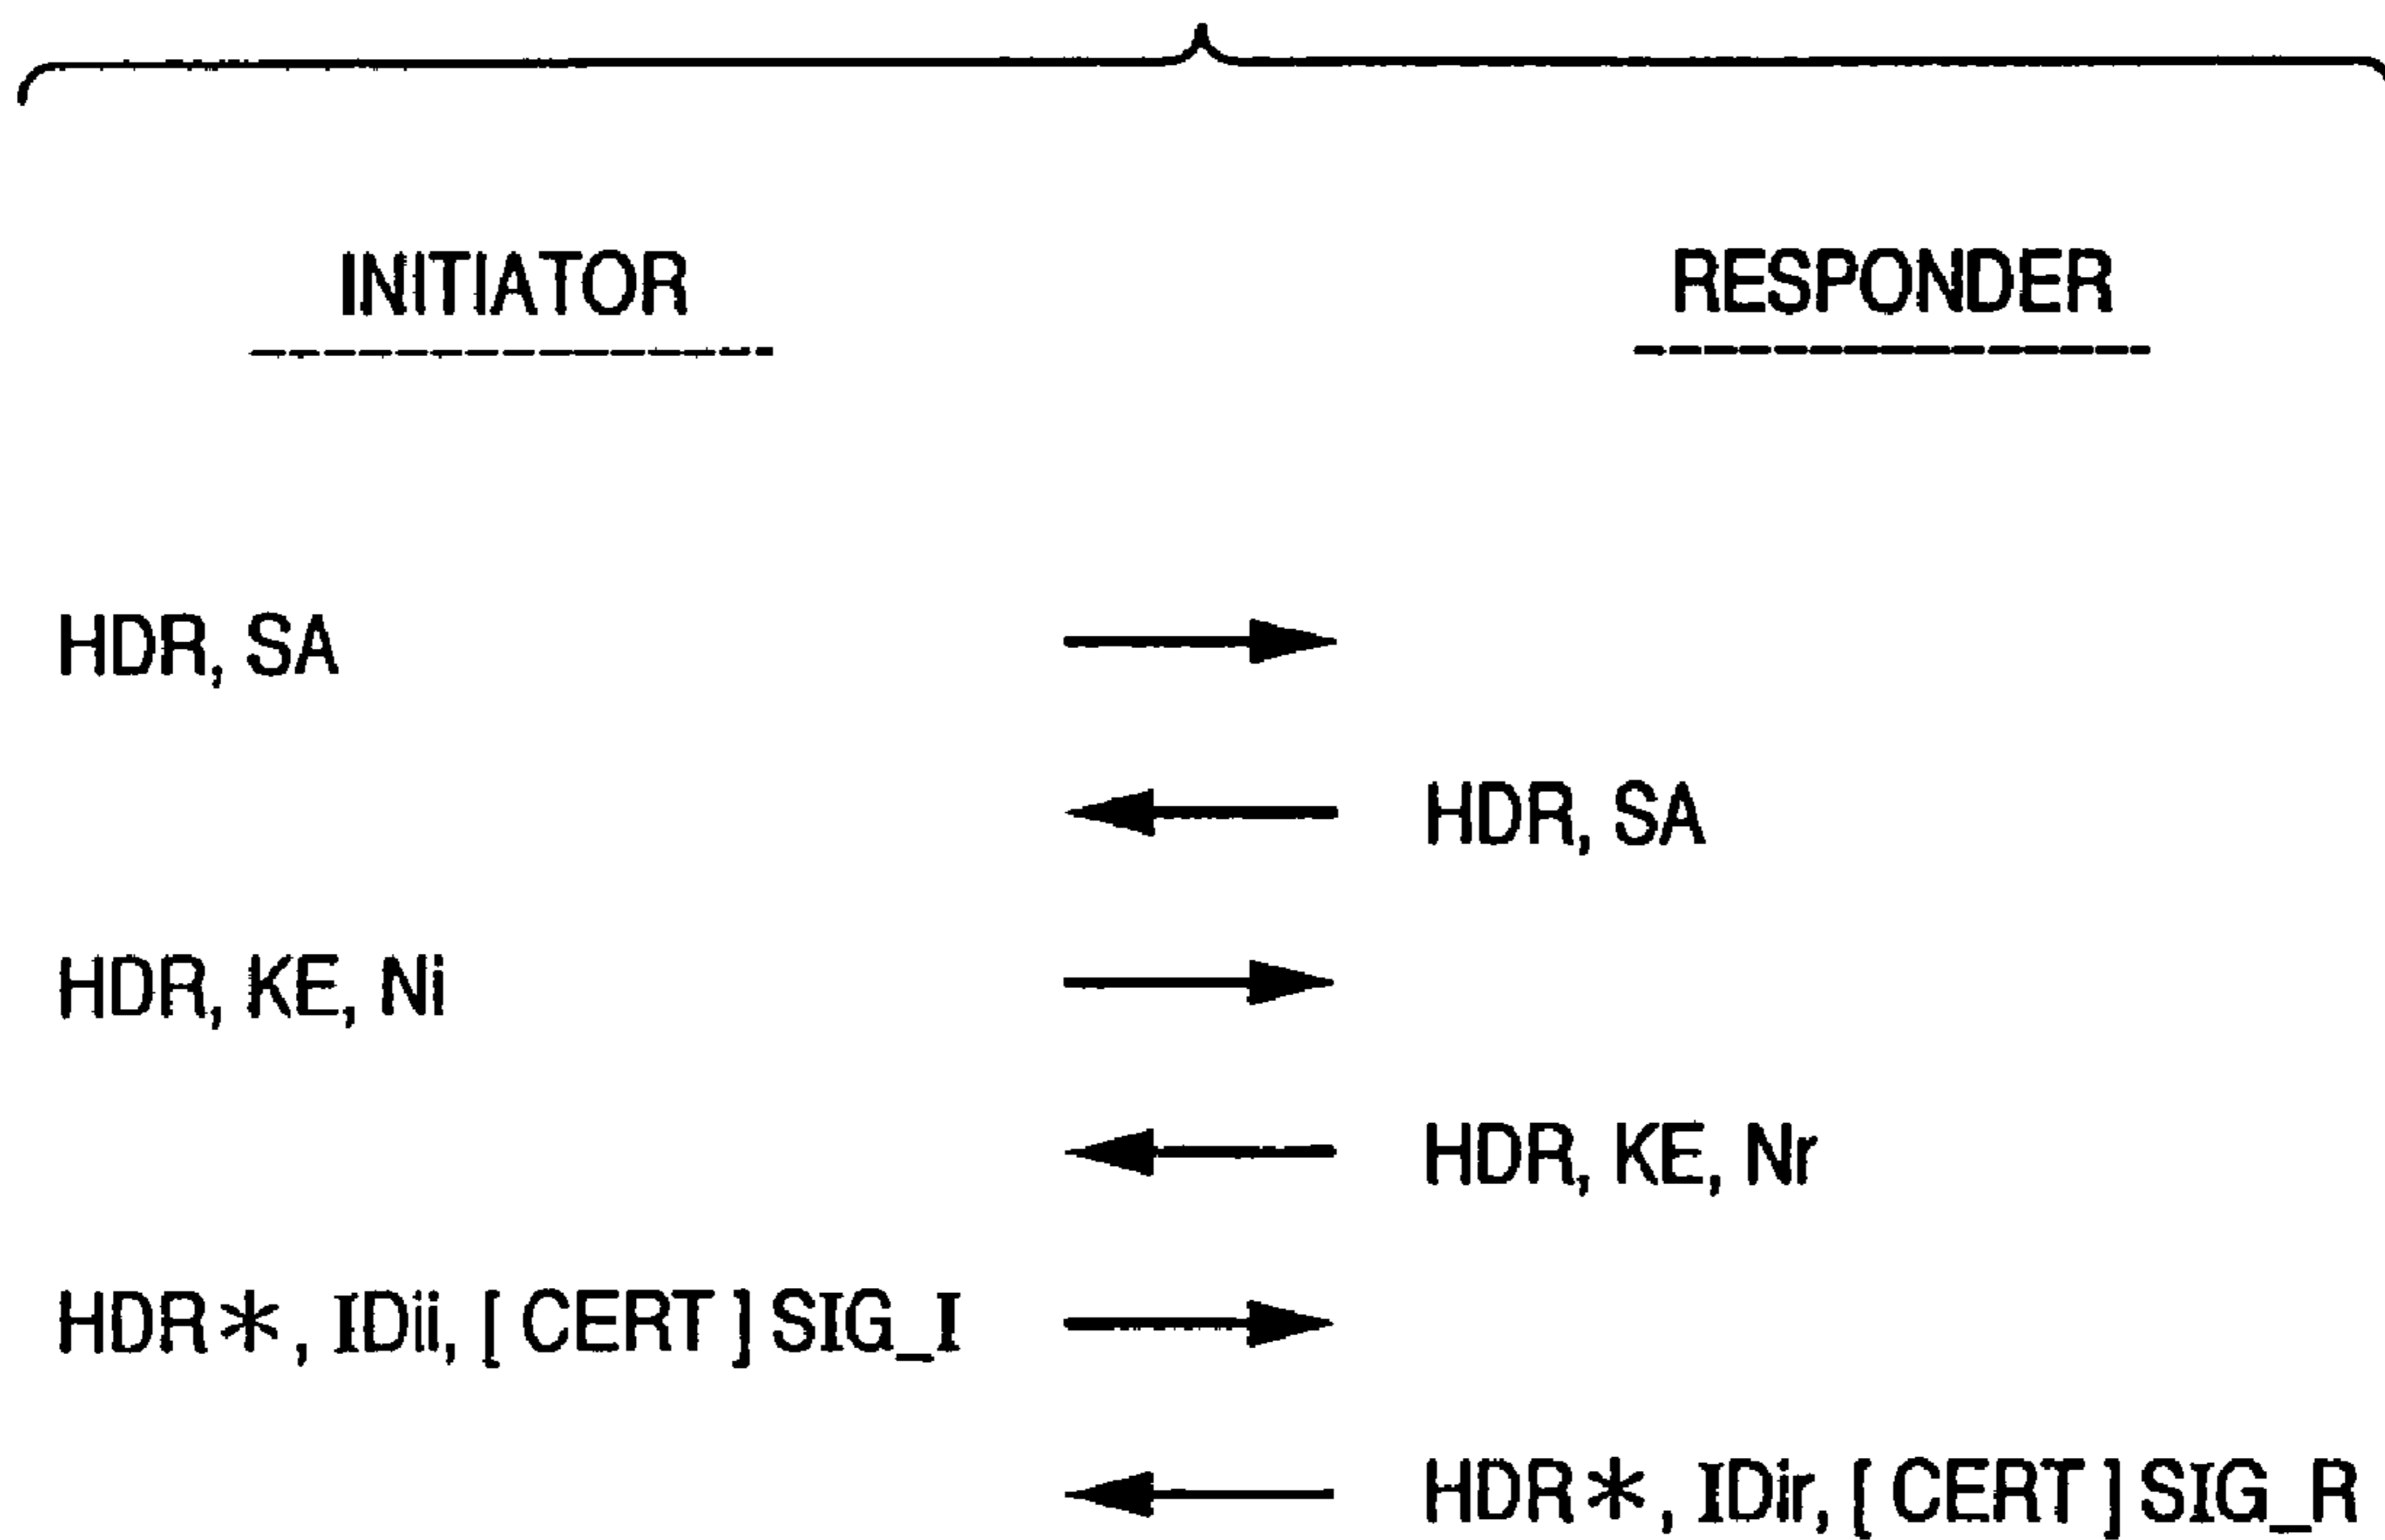 INITIATOR RESPONDER
HDR, SA
HDR, SA
HDR, KE, Ni
HDR, KE, Nr
HDR*, IDii, [ CERT ] SIG_I
HDR*, IDir, [ CERT ] SIG_R